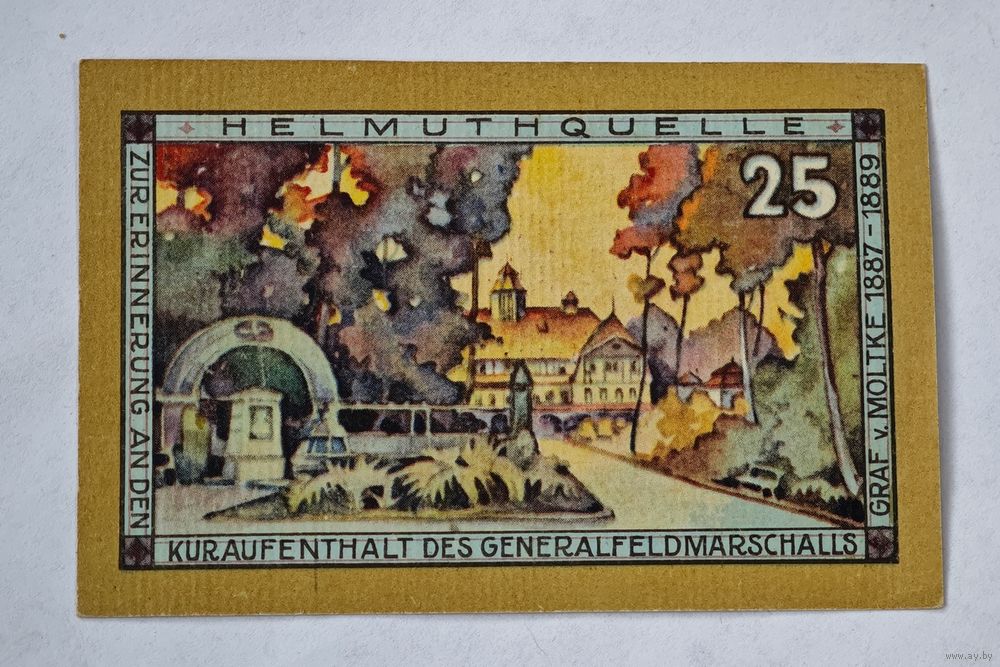 HELMUTHQUELLE
25
ZUR ERINNERUNG AN DEN
KURAUFENTHALT DES GENERALFELDMARSCHALLS
GRAF v. MOLTKE 1887-1889
www.ay.by